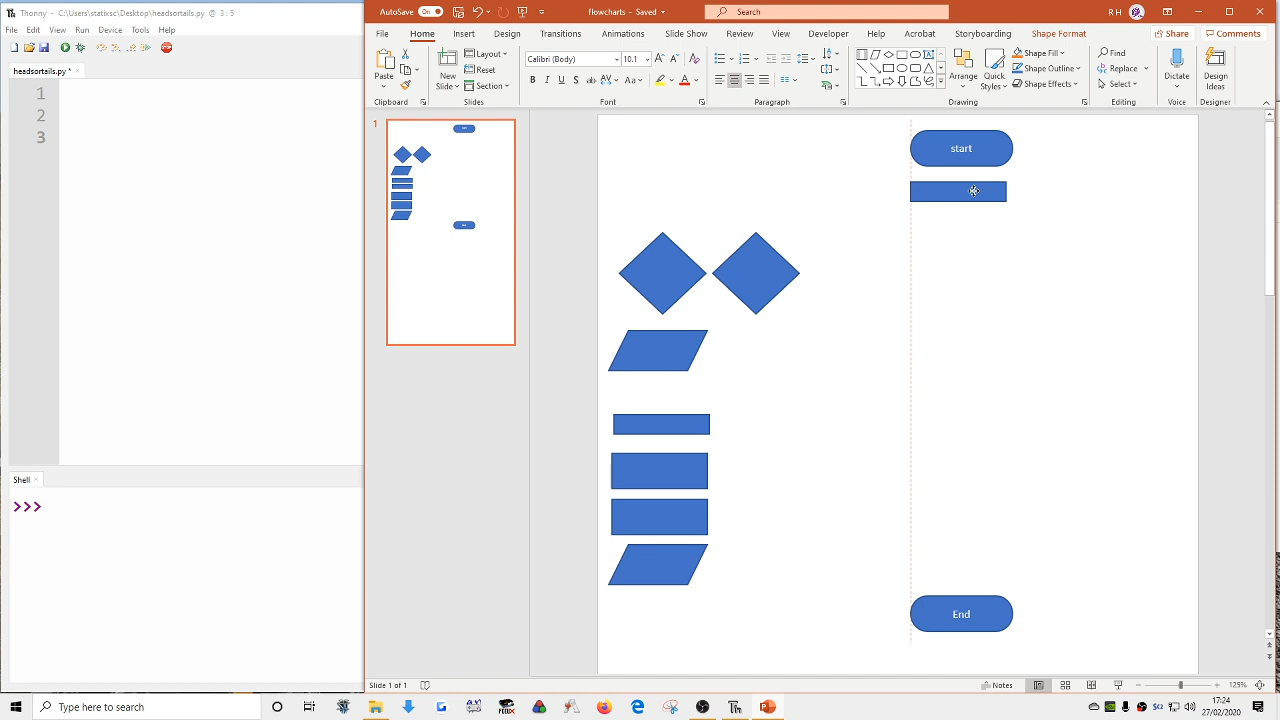 Thonny - C:\Users\statixsc\Desktop\headsortails.py @ 3 : 5
File Edit View Run Device Tools Help
headsortails.py *
1
2
3
Shell
>>>
AutoSave On
flowcharts - Saved
Search
R H
File Home Insert Design Transitions Animations Slide Show Review View Developer Help Acrobat Storyboarding Shape Format
Share
Comments
Paste
Clipboard
New
Slides
Layout
Reset
Section
Slides
Calibri (Body)
10.1
Font
Paragraph
Arrange
Quick
Styles
Shape Fill
Shape Outline
Shape Effects
Drawing
Find
Replace
Select
Editing
Dictate
Voice
Design
Ideas
Designer
1
start
End
Slide 1 of 1
Notes
125%
Type here to search
17:24
27/02/2020